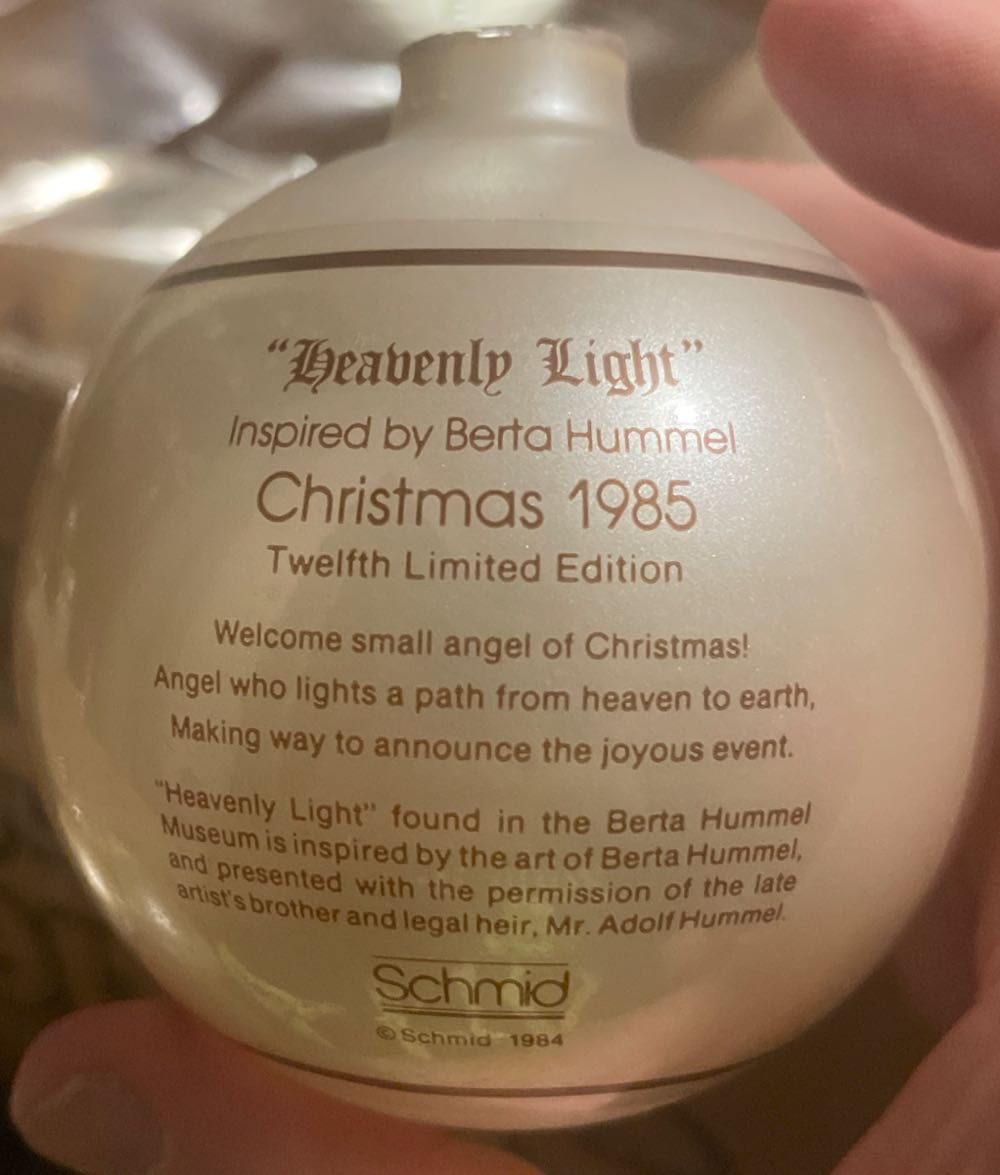 “Heavenly Light”
Inspired by Berta Hummel
Christmas 1985
Twelfth Limited Edition
Welcome small angel of Christmas!
Angel who lights a path from heaven to earth,
Making way to announce the joyous event.
"Heavenly Light" found in the Berta Hummel
Museum is inspired by the art of Berta Hummel,
and presented with the permission of the late
artist's brother and legal heir, Mr. Adolf Hummel.
Schmid
© Schmid 1984